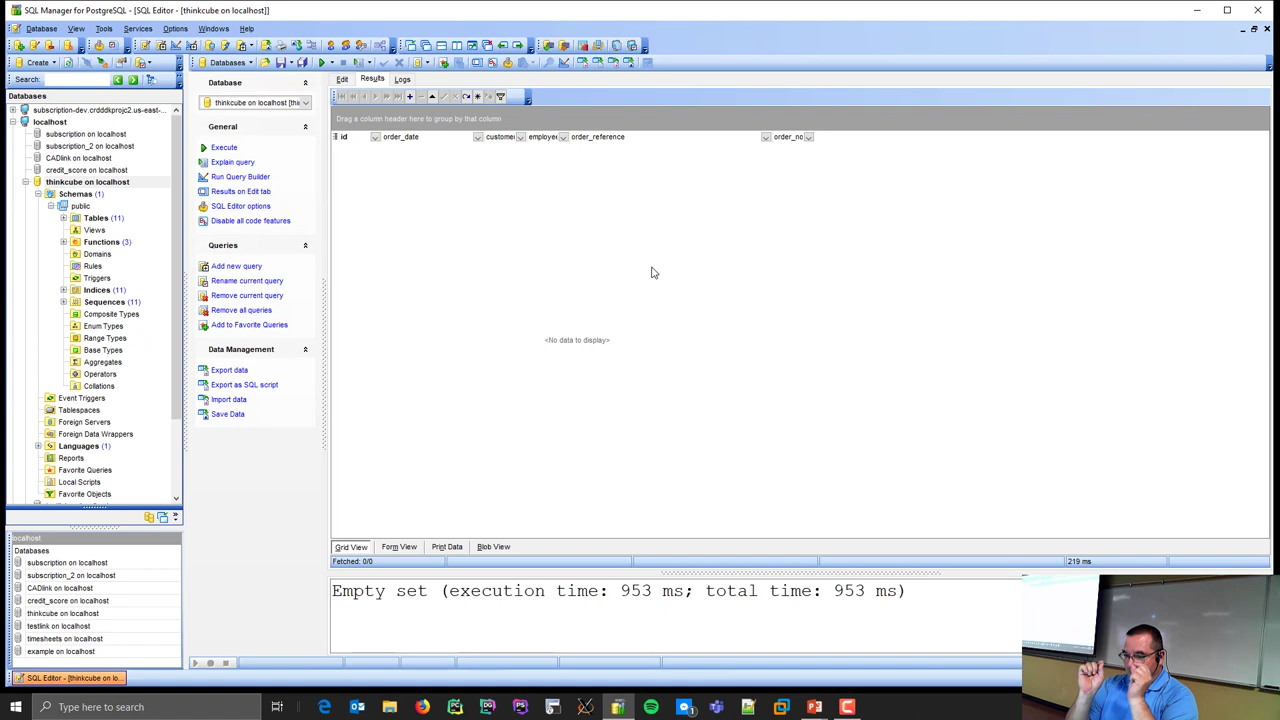 SQL Manager for PostgreSQL - [SQL Editor - [thinkcube on localhost]]
Database View Tools Services Options Windows Help
Create Databases
Search:
Databases
subscription-dev.crdddkprojc2.us-east-...
localhost
subscription on localhost
subscription_2 on localhost
CADlink on localhost
credit_score on localhost
thinkcube on localhost
Schemas (1)
public
Tables (11)
Views
Functions (3)
Domains
Rules
Triggers
Indices (11)
Sequences (11)
Composite Types
Enum Types
Range Types
Base Types
Aggregates
Operators
Collations
Event Triggers
Tablespaces
Foreign Servers
Foreign Data Wrappers
Languages (1)
Reports
Favorite Queries
Local Scripts
Favorite Objects
localhost
Databases
subscription on localhost
subscription_2 on localhost
CADlink on localhost
credit_score on localhost
thinkcube on localhost
testlink on localhost
timesheets on localhost
example on localhost
SQL Editor - [thinkcube on lo...
Database
thinkcube on localhost [thi
General
Execute
Explain query
Run Query Builder
Results on Edit tab
SQL Editor options
Disable all code features
Queries
Add new query
Rename current query
Remove current query
Remove all queries
Add to Favorite Queries
Data Management
Export data
Export as SQL script
Import data
Save Data
Edit Results Logs
Drag a column header here to group by that column
id order_date custome employee order_reference order_no
<No data to display>
Grid View Form View Print Data Blob View
Fetched: 0/0 219 ms
Empty set (execution time: 953 ms; total time: 953 ms)
Type here to search